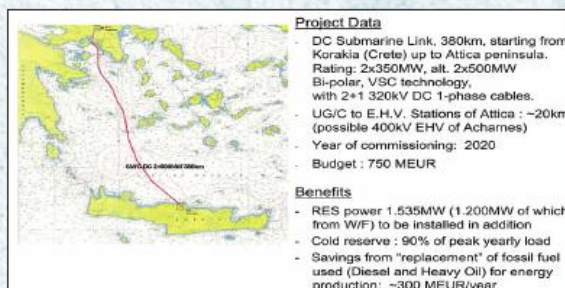 Project Data
- DC Submarine Link, 380km, starting from
Korakia (Crete) up to Attica peninsula.
Rating: 2x350MW, alt. 2x500MW
Bi-polar, VSC technology,
with 2+1 320kV DC 1-phase cables.
- UG/C to E.H.V. Stations of Attica : ~20km
(possible 400kV EHV of Acharnes)
- Year of commissioning: 2020
- Budget : 750 MEUR
Benefits
- RES power 1.535MW (1.200MW of which
from W/F) to be installed in addition
- Cold reserve : 90% of peak yearly load
- Savings from "replacement" of fossil fuel
used (Diesel and Heavy Oil) for energy
production: ~300 MEUR/year